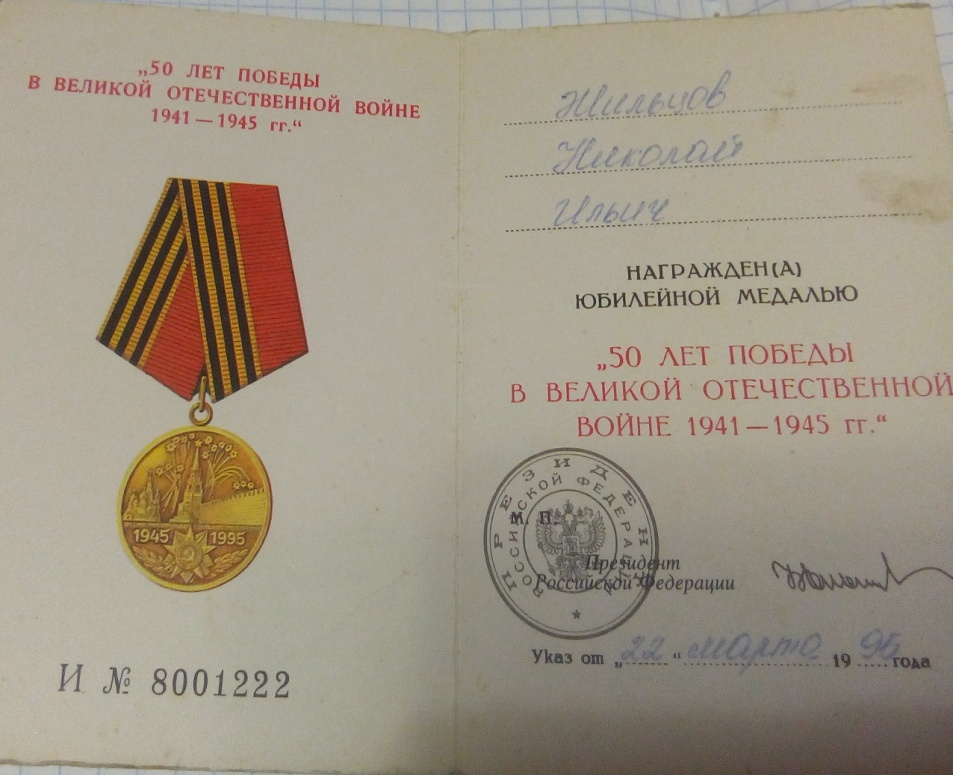 „50 ЛЕТ ПОБЕДЫ
В ВЕЛИКОЙ ОТЕЧЕСТВЕННОЙ ВОЙНЕ
1941 — 1945 гг.“
1945 1995
И № 8001222
Жильцов
Николай
Ильич
НАГРАЖДЕН(А)
ЮБИЛЕЙНОЙ МЕДАЛЬЮ
„50 ЛЕТ ПОБЕДЫ
В ВЕЛИКОЙ ОТЕЧЕСТВЕННОЙ
ВОЙНЕ 1941 — 1945 гг.“
ПРЕЗИДЕНТ
РОССИЙСКОЙ ФЕДЕРАЦИИ
М. П.
Президент
Российской Федерации
Указ от „22“ марта 1995 года